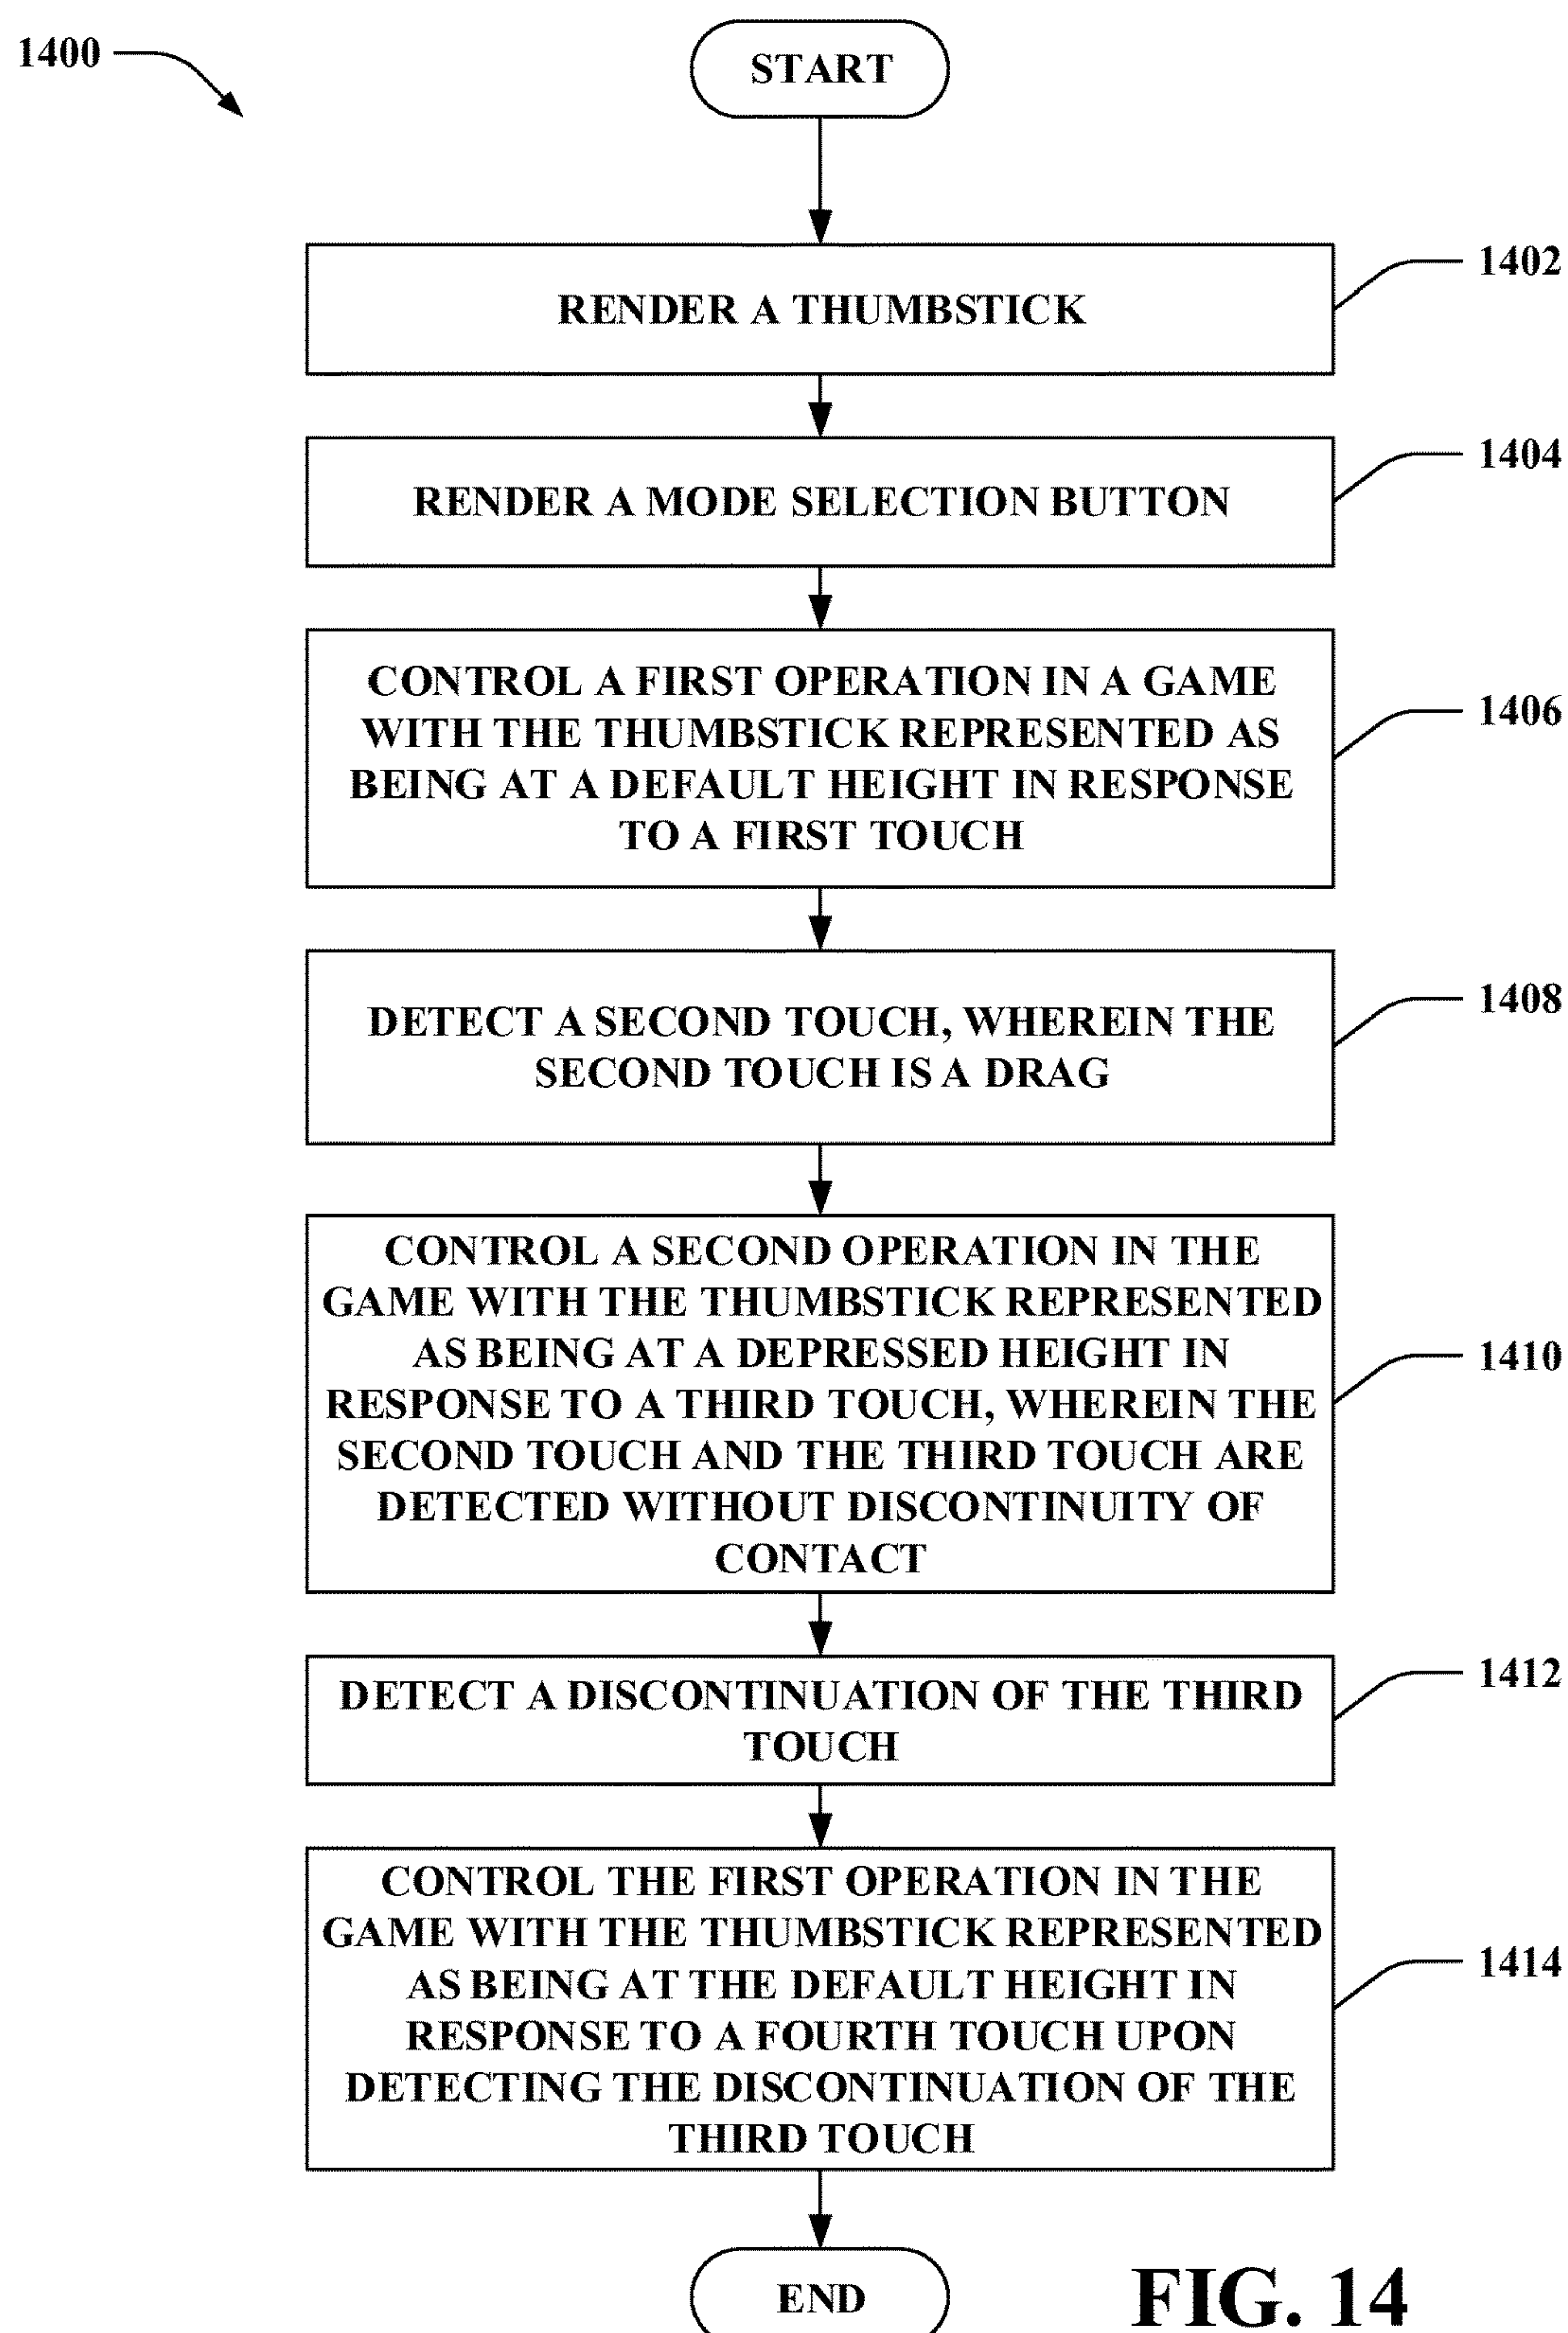 1400
START
RENDER A THUMBSTICK
1402
RENDER A MODE SELECTION BUTTON
1404
CONTROL A FIRST OPERATION IN A GAME
WITH THE THUMBSTICK REPRESENTED AS
BEING AT A DEFAULT HEIGHT IN RESPONSE
TO A FIRST TOUCH
1406
DETECT A SECOND TOUCH, WHEREIN THE
SECOND TOUCH IS A DRAG
1408
CONTROL A SECOND OPERATION IN THE
GAME WITH THE THUMBSTICK REPRESENTED
AS BEING AT A DEPRESSED HEIGHT IN
RESPONSE TO A THIRD TOUCH, WHEREIN THE
SECOND TOUCH AND THE THIRD TOUCH ARE
DETECTED WITHOUT DISCONTINUITY OF
CONTACT
1410
DETECT A DISCONTINUATION OF THE THIRD
TOUCH
1412
CONTROL THE FIRST OPERATION IN THE
GAME WITH THE THUMBSTICK REPRESENTED
AS BEING AT THE DEFAULT HEIGHT IN
RESPONSE TO A FOURTH TOUCH UPON
DETECTING THE DISCONTINUATION OF THE
THIRD TOUCH
1414
END
FIG. 14